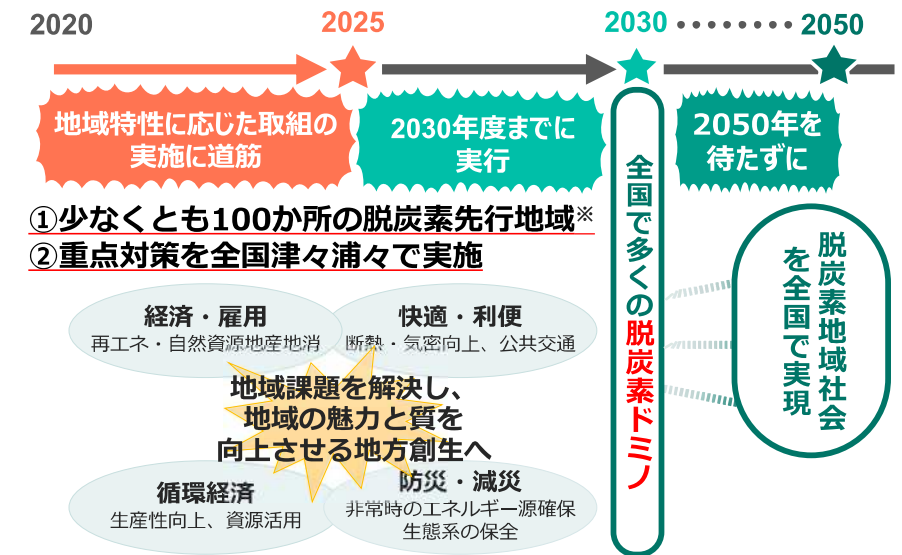 2020
2025
2030
2050
地域特性に応じた取組の
実施に道筋
2030年度までに
実行
2050年を
待たずに
①少なくとも100か所の脱炭素先行地域※
②重点対策を全国津々浦々で実施
経済・雇用
再エネ・自然資源地産地消
快適・利便
断熱・気密向上、公共交通
地域課題を解決し、
地域の魅力と質を
向上させる地方創生へ
循環経済
生産性向上、資源活用
防災・減災
非常時のエネルギー源確保
生態系の保全
全国で多くの脱炭素ドミノ
脱炭素地域社会
を全国で実現